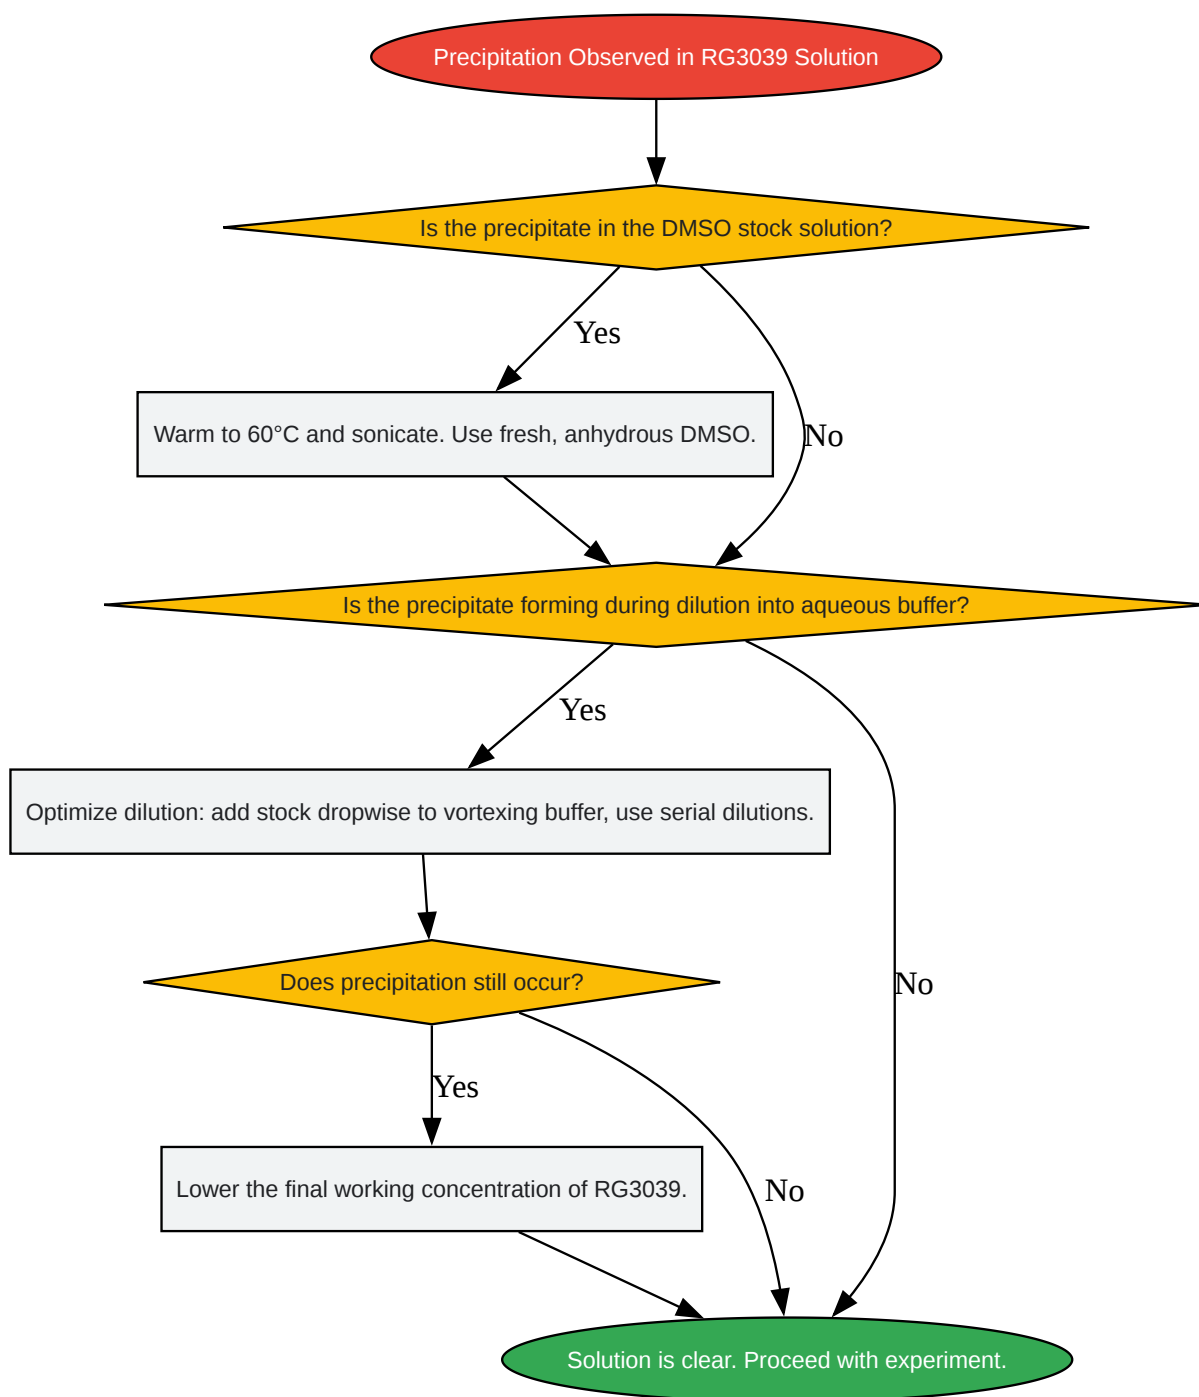 Precipitation Observed in RG3039 Solution
Is the precipitate in the DMSO stock solution?
Yes
Warm to 60°C and sonicate. Use fresh, anhydrous DMSO.
No
Is the precipitate forming during dilution into aqueous buffer?
Yes
Optimize dilution: add stock dropwise to vortexing buffer, use serial dilutions.
Does precipitation still occur?
No
Yes
Lower the final working concentration of RG3039.
No
Solution is clear. Proceed with experiment.